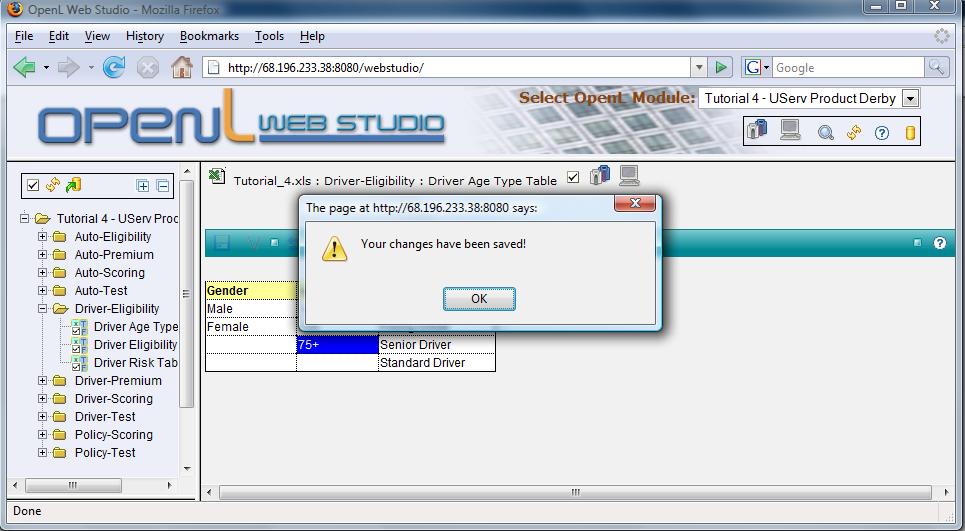 OpenL Web Studio - Mozilla Firefox
File Edit View History Bookmarks Tools Help
http://68.196.233.38:8080/webstudio/
G Google
OPENL WEB STUDIO
Select OpenL Module: Tutorial 4 - UServ Product Derby
Tutorial_4.xls : Driver-Eligibility : Driver Age Type Table
Tutorial 4 - UServ Proc
Auto-Eligibility
Auto-Premium
Auto-Scoring
Auto-Test
Driver-Eligibility
Driver Age Type
Driver Eligibility
Driver Risk Tab
Driver-Premium
Driver-Scoring
Driver-Test
Policy-Scoring
Policy-Test
The page at http://68.196.233.38:8080 says:
Your changes have been saved!
OK
Gender
Male
Female
75+ Senior Driver
Standard Driver
Done